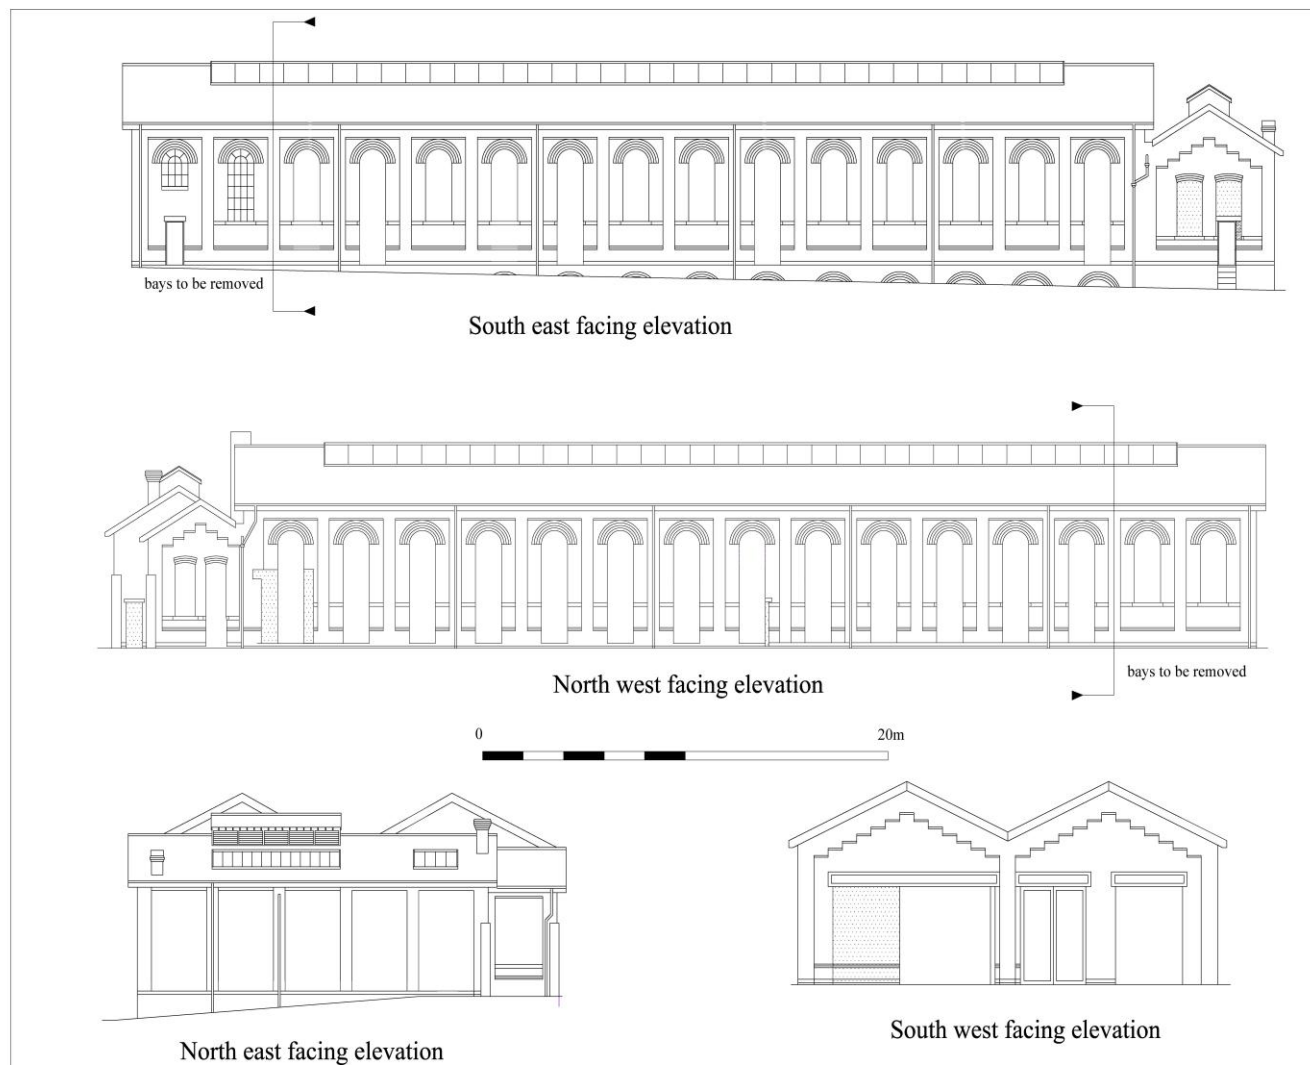 bays to be removed
South east facing elevation
North west facing elevation
bays to be removed
0 20m
North east facing elevation
South west facing elevation